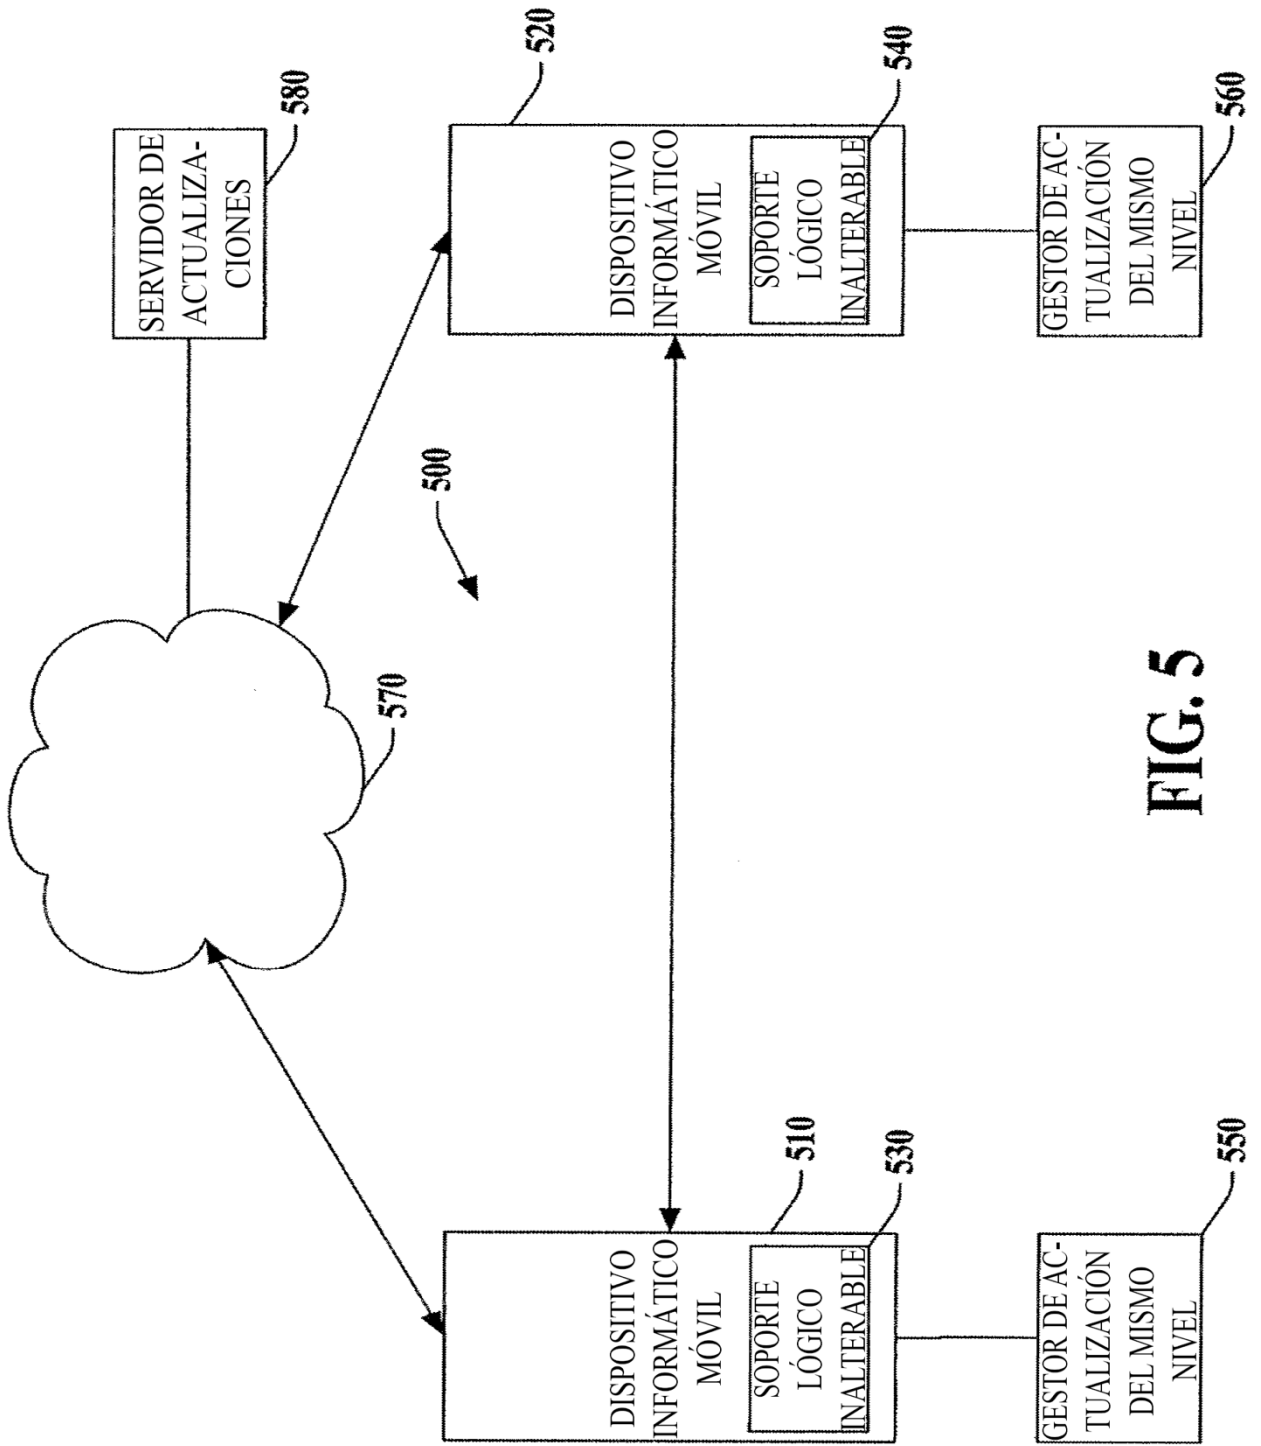 580
SERVIDOR DE
ACTUALIZA-
CIONES
570
500
520
DISPOSITIVO
INFORMÁTICO
MÓVIL
540
SOPORTE
LÓGICO
INALTERABLE
560
GESTOR DE AC-
TUALIZACIÓN
DEL MISMO
NIVEL
510
DISPOSITIVO
INFORMÁTICO
MÓVIL
530
SOPORTE
LÓGICO
INALTERABLE
550
GESTOR DE AC-
TUALIZACIÓN
DEL MISMO
NIVEL
FIG. 5